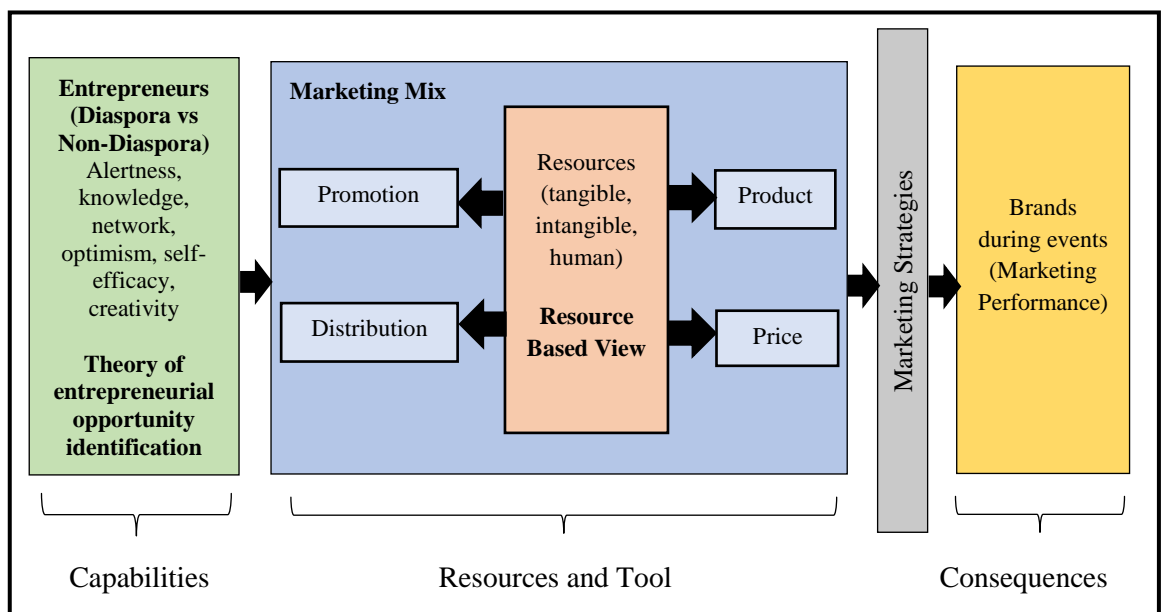 Entrepreneurs
(Diaspora vs
Non-Diaspora)
Alertness,
knowledge,
network,
optimism, self-
efficacy,
creativity
Theory of
entrepreneurial
opportunity
identification
Marketing Mix
Promotion
Distribution
Resources
(tangible,
intangible,
human)
Resource
Based View
Product
Price
Marketing Strategies
Brands
during events
(Marketing
Performance)
Capabilities
Resources and Tool
Consequences